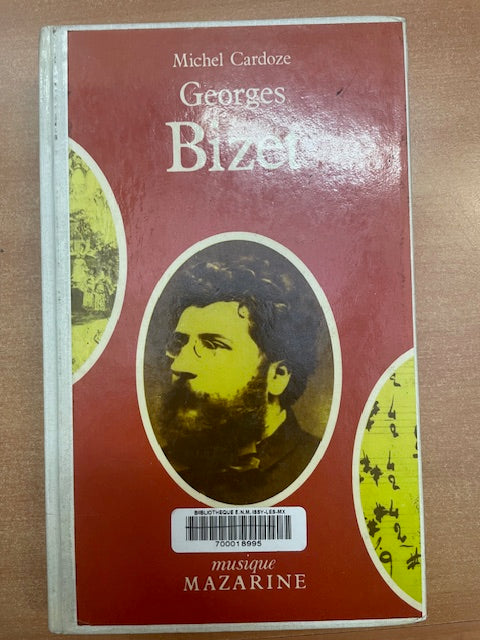 Michel Cardoze
Georges
Bizet
BIBLIOTHEQUE E.N.M. ISSY-LES-MX
700018995
musique
MAZARINE